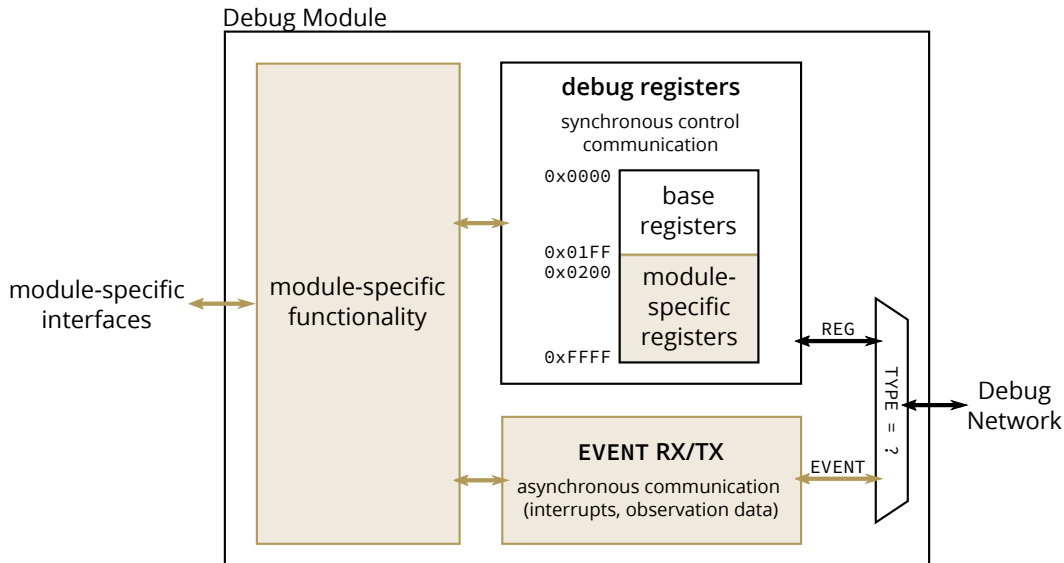 Debug Module
debug registers
synchronous control
communication
0x0000
base
registers
0x01FF
0x0200
module-
specific
registers
0xFFFF
module-specific
interfaces
module-specific
functionality
REG
TYPE = ?
Debug
Network
EVENT RX/TX
asynchronous communication
(interrupts, observation data)
EVENT